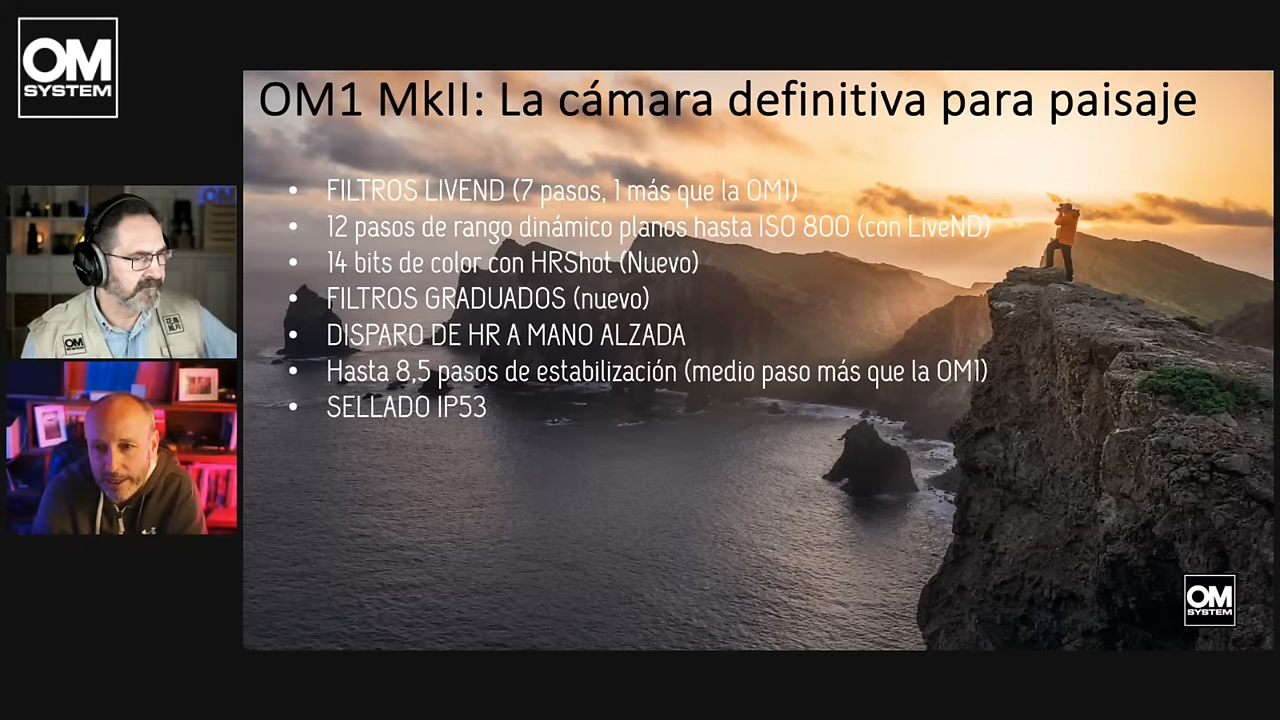 OM
SYSTEM
OM1 MkII: La cámara definitiva para paisaje
• FILTROS LIVEND (7 pasos, 1 más que la OM1)
• 12 pasos de rango dinámico planos hasta ISO 800 (con LiveND)
• 14 bits de color con HRShot (Nuevo)
• FILTROS GRADUADOS (nuevo)
• DISPARO DE HR A MANO ALZADA
• Hasta 8,5 pasos de estabilización (medio paso más que la OM1)
• SELLADO IP53
OM
OM
OM
SYSTEM